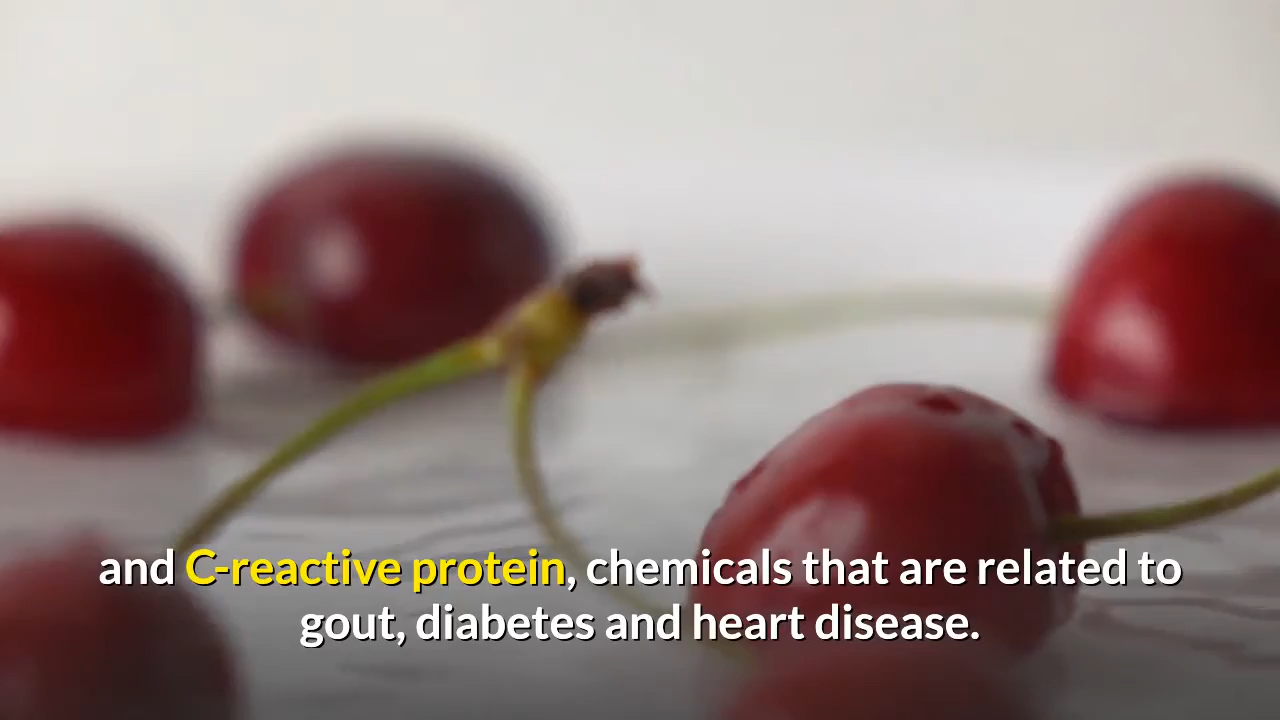 and C-reactive protein, chemicals that are related to
gout, diabetes and heart disease.